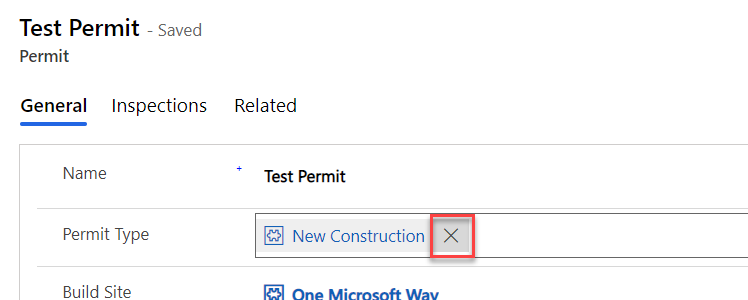 Test Permit - Saved
Permit
General Inspections Related
Name + Test Permit
Permit Type New Construction
Build Site One Microsoft Way